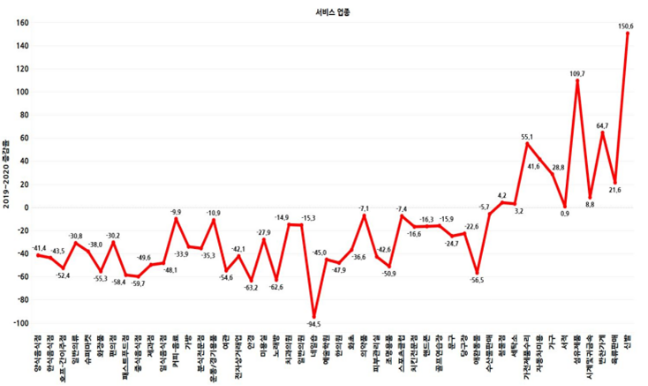 서비스 업종
2019~2020 증감율
160
140
120
100
80
60
40
20
0
-20
-40
-60
-80
-100
-41,4
-43,5
-52,4
-30,8
-38,0
-55,3
-30,2
-58,4
-59,7
-49,6
-48,1
-9,9
-33,9
-35,3
-10,9
-54,6
-42,1
-63,2
-27,9
-62,6
-14,9
-15,3
-94,5
-45,0
-47,9
-36,6
-7,1
-42,6
-50,9
-7,4
-16,6
-16,3
-15,9
-24,7
-22,6
-56,5
-5,7
4,2
3,2
55,1
41,6
28,8
0,9
109,7
8,8
64,7
21,6
150,6
양식음식점
한식음식점
호프-간이주점
일반의류
슈퍼마켓
화장품
편의점
패스트푸드점
중식음식점
제과점
일식음식점
커피-음료
가방
분식전문점
운동/경기용품
여관
전자상거래업
안경
미용실
노래방
치과의원
일반의원
네일숍
예술학원
한의원
화초
의약품
피부관리실
조명용품
스포츠클럽
치킨전문점
핸드폰
골프연습장
문구
당구장
애완동물
수산물판매
청과점
세탁소
가전제품수리
자동차미용
가구
서적
섬유제품
시계및귀금속
반찬가게
육류판매
신발